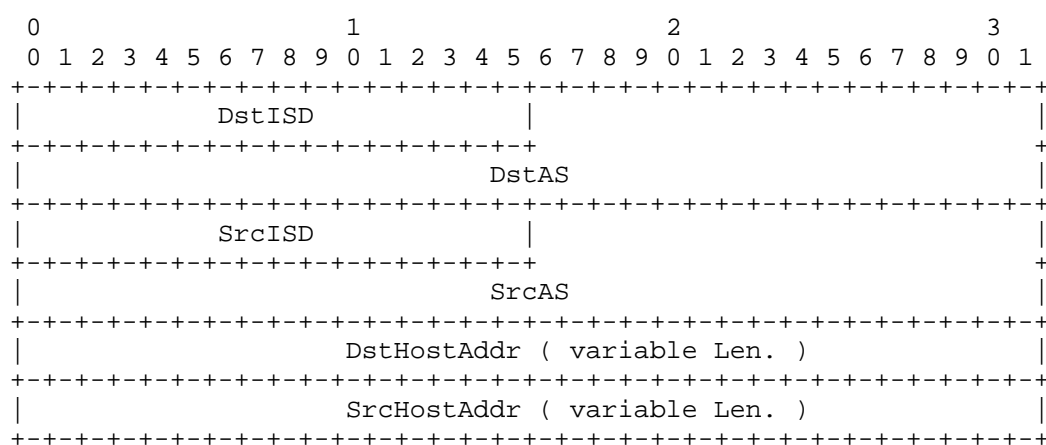 0                   1                   2                   3
 0 1 2 3 4 5 6 7 8 9 0 1 2 3 4 5 6 7 8 9 0 1 2 3 4 5 6 7 8 9 0 1
+-+-+-+-+-+-+-+-+-+-+-+-+-+-+-+-+-+-+-+-+-+-+-+-+-+-+-+-+-+-+-+-+
|            DstISD             |                               |
+-+-+-+-+-+-+-+-+-+-+-+-+-+-+-+-+                               +
|                             DstAS                             |
+-+-+-+-+-+-+-+-+-+-+-+-+-+-+-+-+-+-+-+-+-+-+-+-+-+-+-+-+-+-+-+-+
|            SrcISD             |                               |
+-+-+-+-+-+-+-+-+-+-+-+-+-+-+-+-+                               +
|                             SrcAS                             |
+-+-+-+-+-+-+-+-+-+-+-+-+-+-+-+-+-+-+-+-+-+-+-+-+-+-+-+-+-+-+-+-+
|                    DstHostAddr ( variable Len. )              |
+-+-+-+-+-+-+-+-+-+-+-+-+-+-+-+-+-+-+-+-+-+-+-+-+-+-+-+-+-+-+-+-+
|                    SrcHostAddr ( variable Len. )              |
+-+-+-+-+-+-+-+-+-+-+-+-+-+-+-+-+-+-+-+-+-+-+-+-+-+-+-+-+-+-+-+-+